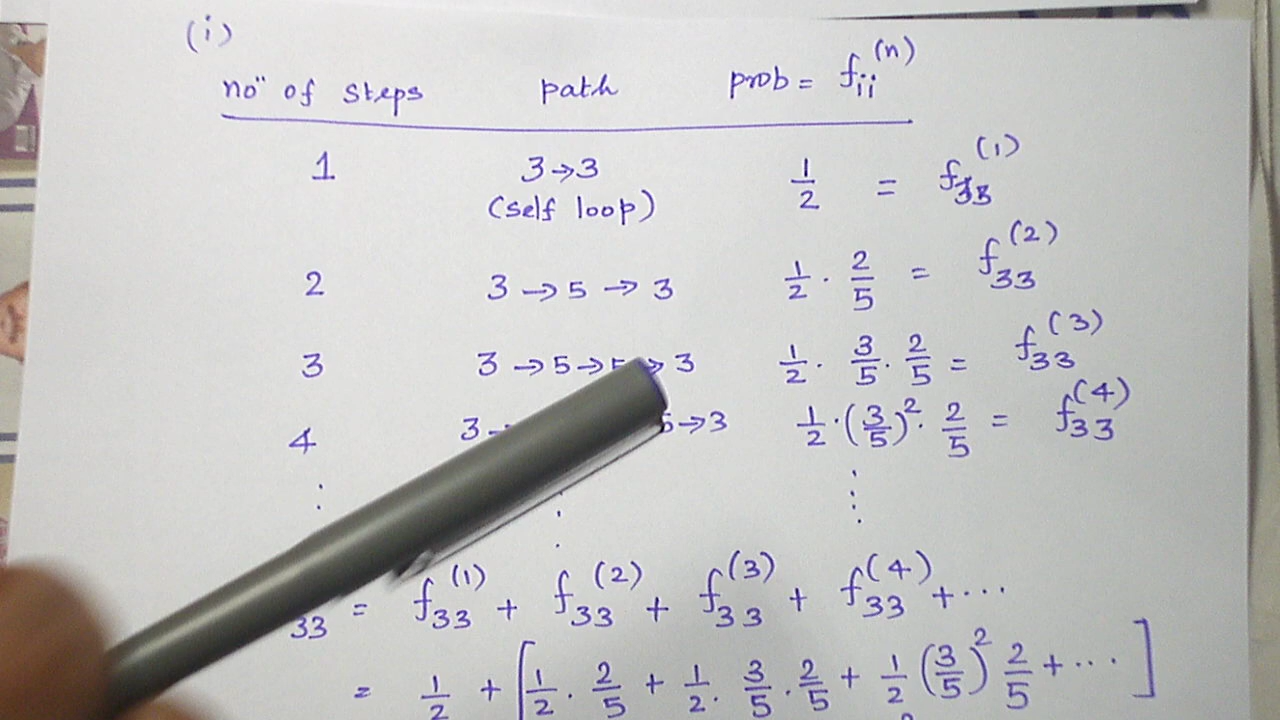 (i)
no" of steps path prob = f_ii^(n)
1 3→3 1/2 = f_33^(1)
(self loop)
2 3→5→3 1/2 · 2/5 = f_33^(2)
3 3→5→5→3 1/2 · 3/5 · 2/5 = f_33^(3)
4 3→ 5→3 1/2 · (3/5)^2 · 2/5 = f_33^(4)
⋮ ⋮ ⋮
33 = f_33^(1) + f_33^(2) + f_33^(3) + f_33^(4) + ···
= 1/2 + [1/2 · 2/5 + 1/2 · 3/5 · 2/5 + 1/2 (3/5)^2 2/5 + ···]